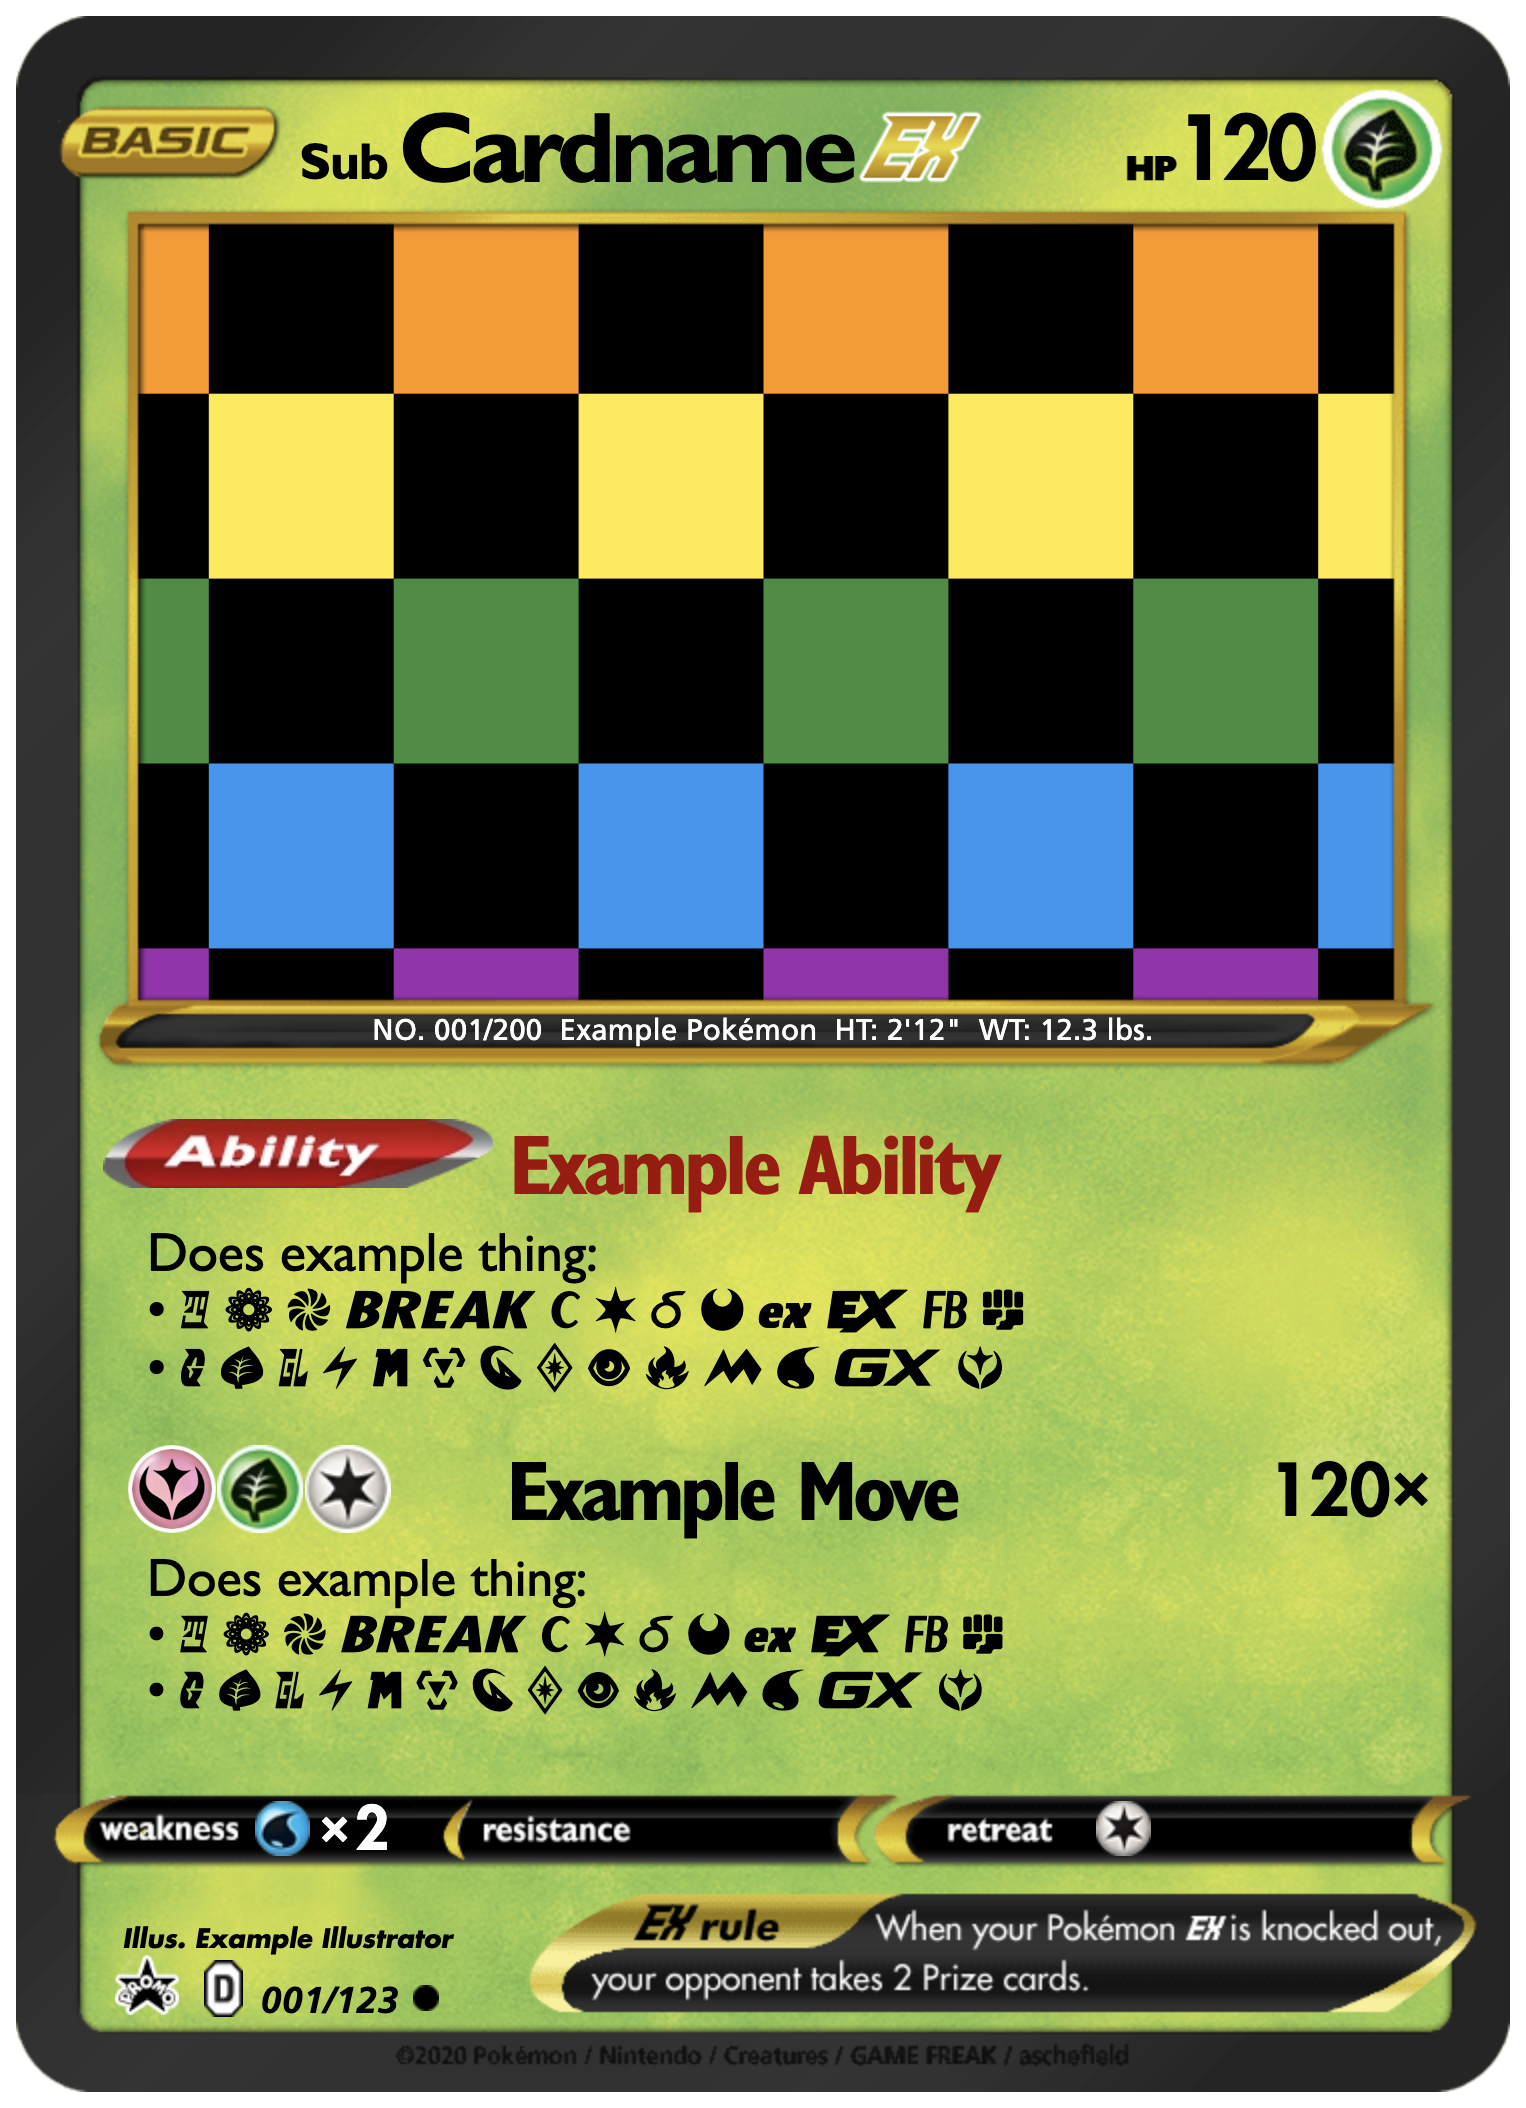 BASIC Sub Cardname EX HP 120
NO. 001/200 Example Pokémon HT: 2'12" WT: 12.3 lbs.
Ability Example Ability
Does example thing:
• BREAK C ex EX FB
• G GL M GX
Example Move 120×
Does example thing:
• BREAK C ex EX FB
• G GL M GX
weakness ×2 resistance retreat
EX rule When your Pokémon EX is knocked out,
your opponent takes 2 Prize cards.
Illus. Example Illustrator
PROMO D 001/123 ●
©2020 Pokémon / Nintendo / Creatures / GAME FREAK / aschefield